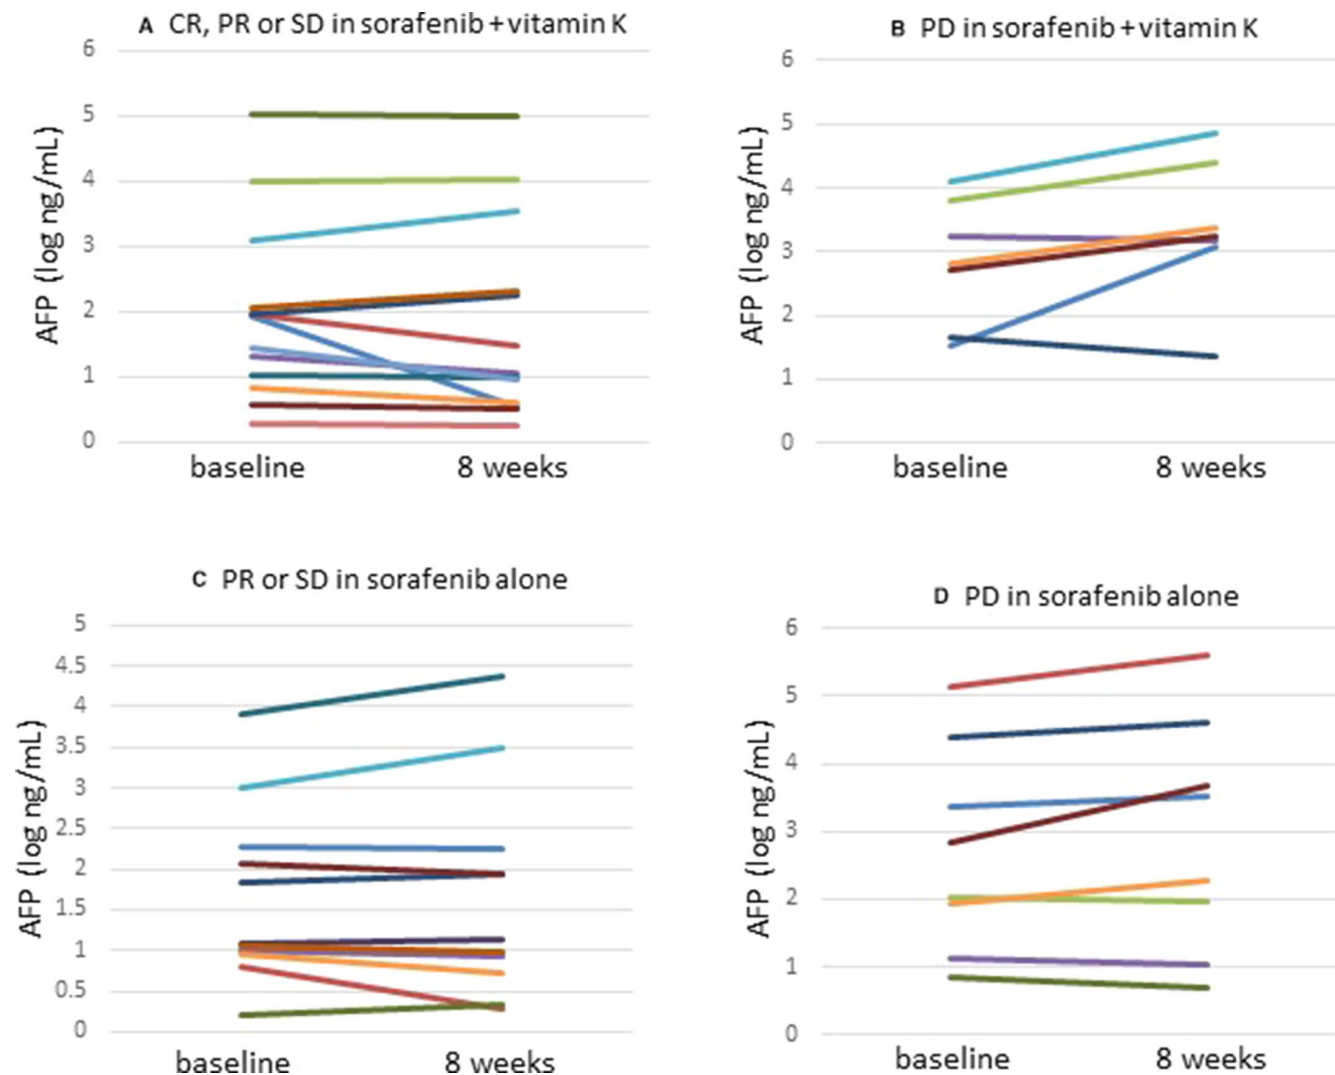 A CR, PR or SD in sorafenib + vitamin K
6
5
4
3
2
1
0
AFP (log ng/mL)
baseline 8 weeks
B PD in sorafenib + vitamin K
6
5
4
3
2
1
0
AFP (log ng/mL)
baseline 8 weeks
C PR or SD in sorafenib alone
5
4.5
4
3.5
3
2.5
2
1.5
1
0.5
0
AFP (log ng/mL)
baseline 8 weeks
D PD in sorafenib alone
6
5
4
3
2
1
0
AFP (log ng/mL)
baseline 8 weeks